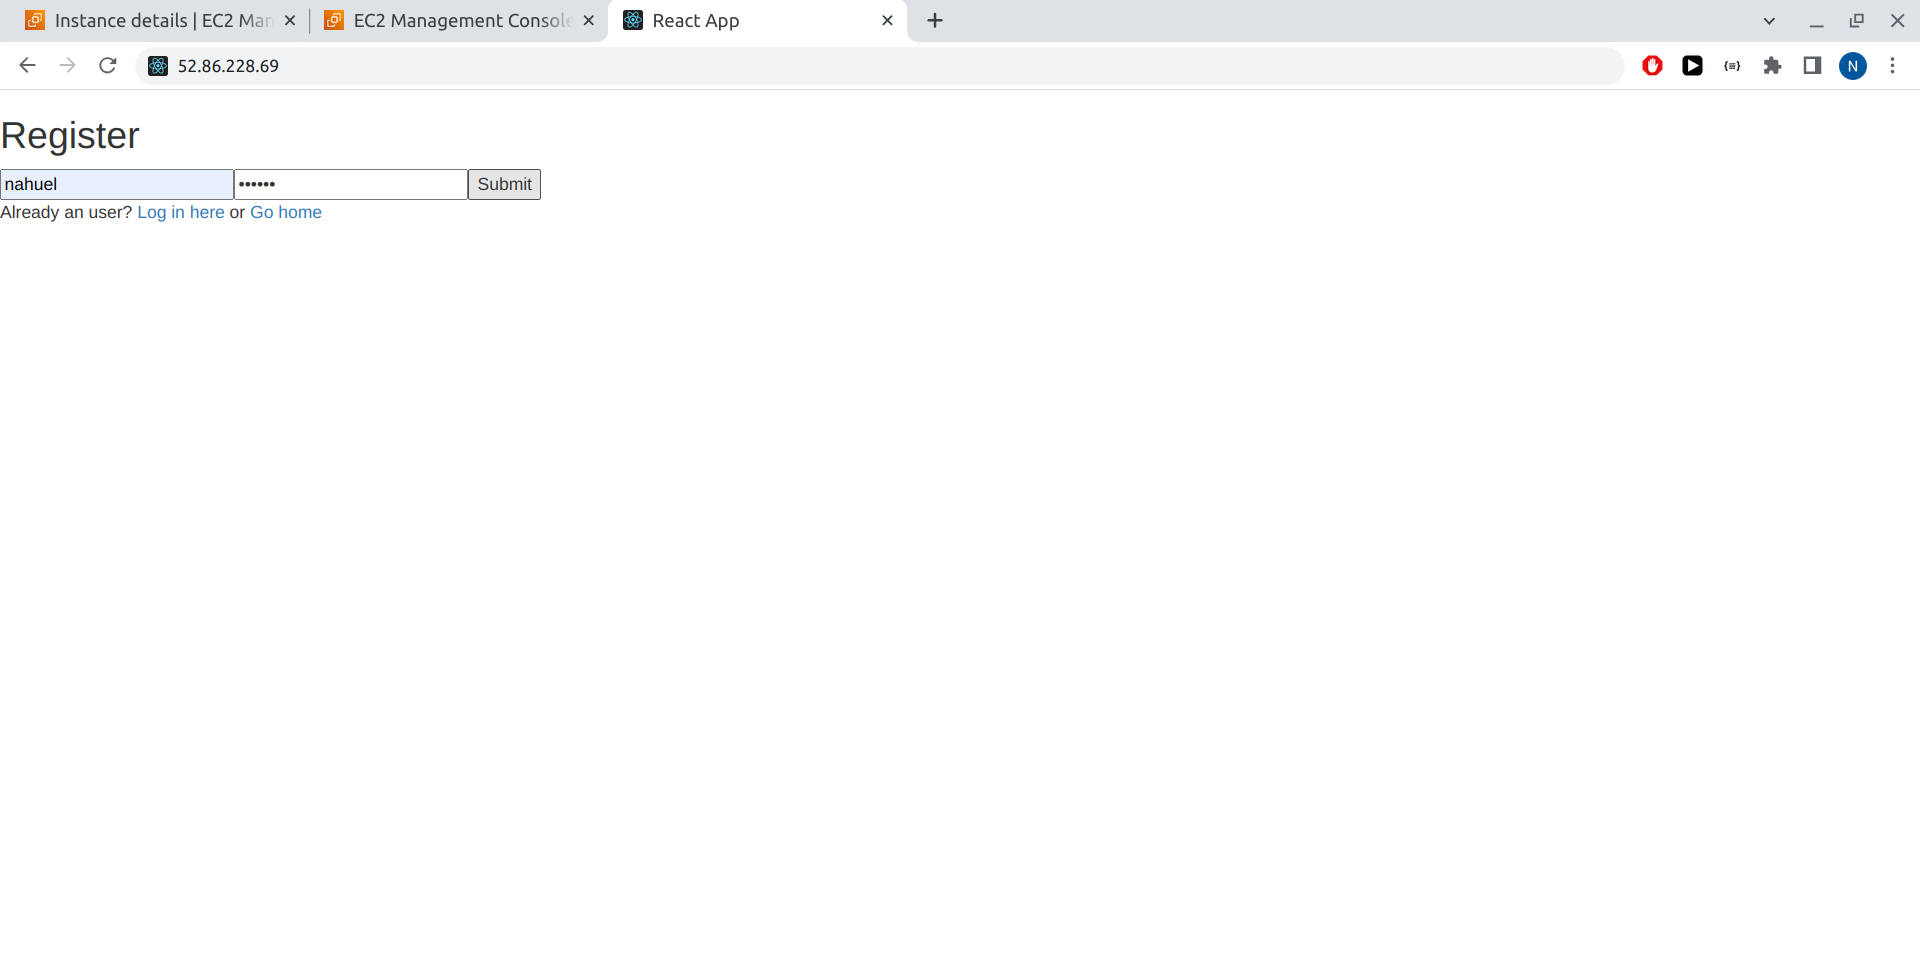 Instance details | EC2 Man
EC2 Management Console
React App
52.86.228.69
N
Register
nahuel
••••••
Submit
Already an user? Log in here or Go home